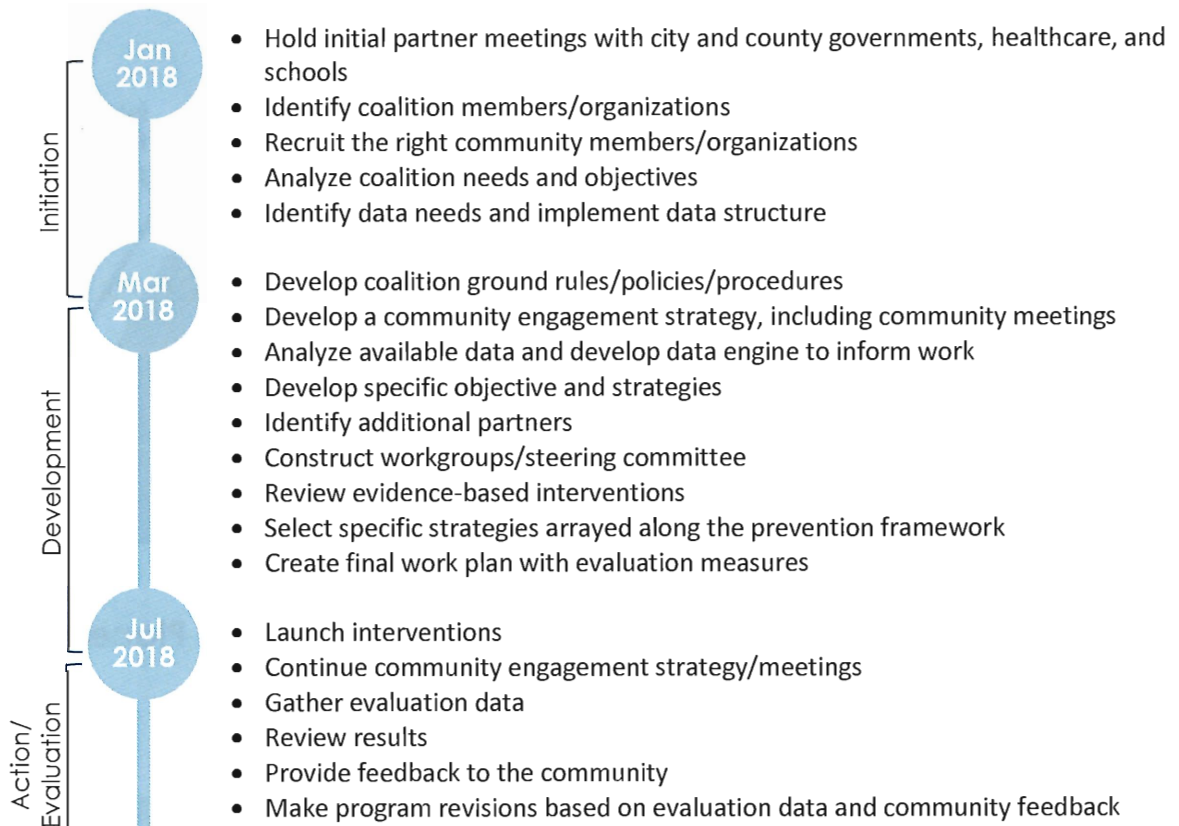 Jan
2018
Initiation
• Hold initial partner meetings with city and county governments, healthcare, and
schools
• Identify coalition members/organizations
• Recruit the right community members/organizations
• Analyze coalition needs and objectives
• Identify data needs and implement data structure
Mar
2018
Development
• Develop coalition ground rules/policies/procedures
• Develop a community engagement strategy, including community meetings
• Analyze available data and develop data engine to inform work
• Develop specific objective and strategies
• Identify additional partners
• Construct workgroups/steering committee
• Review evidence-based interventions
• Select specific strategies arrayed along the prevention framework
• Create final work plan with evaluation measures
Jul
2018
Action/
Evaluation
• Launch interventions
• Continue community engagement strategy/meetings
• Gather evaluation data
• Review results
• Provide feedback to the community
• Make program revisions based on evaluation data and community feedback